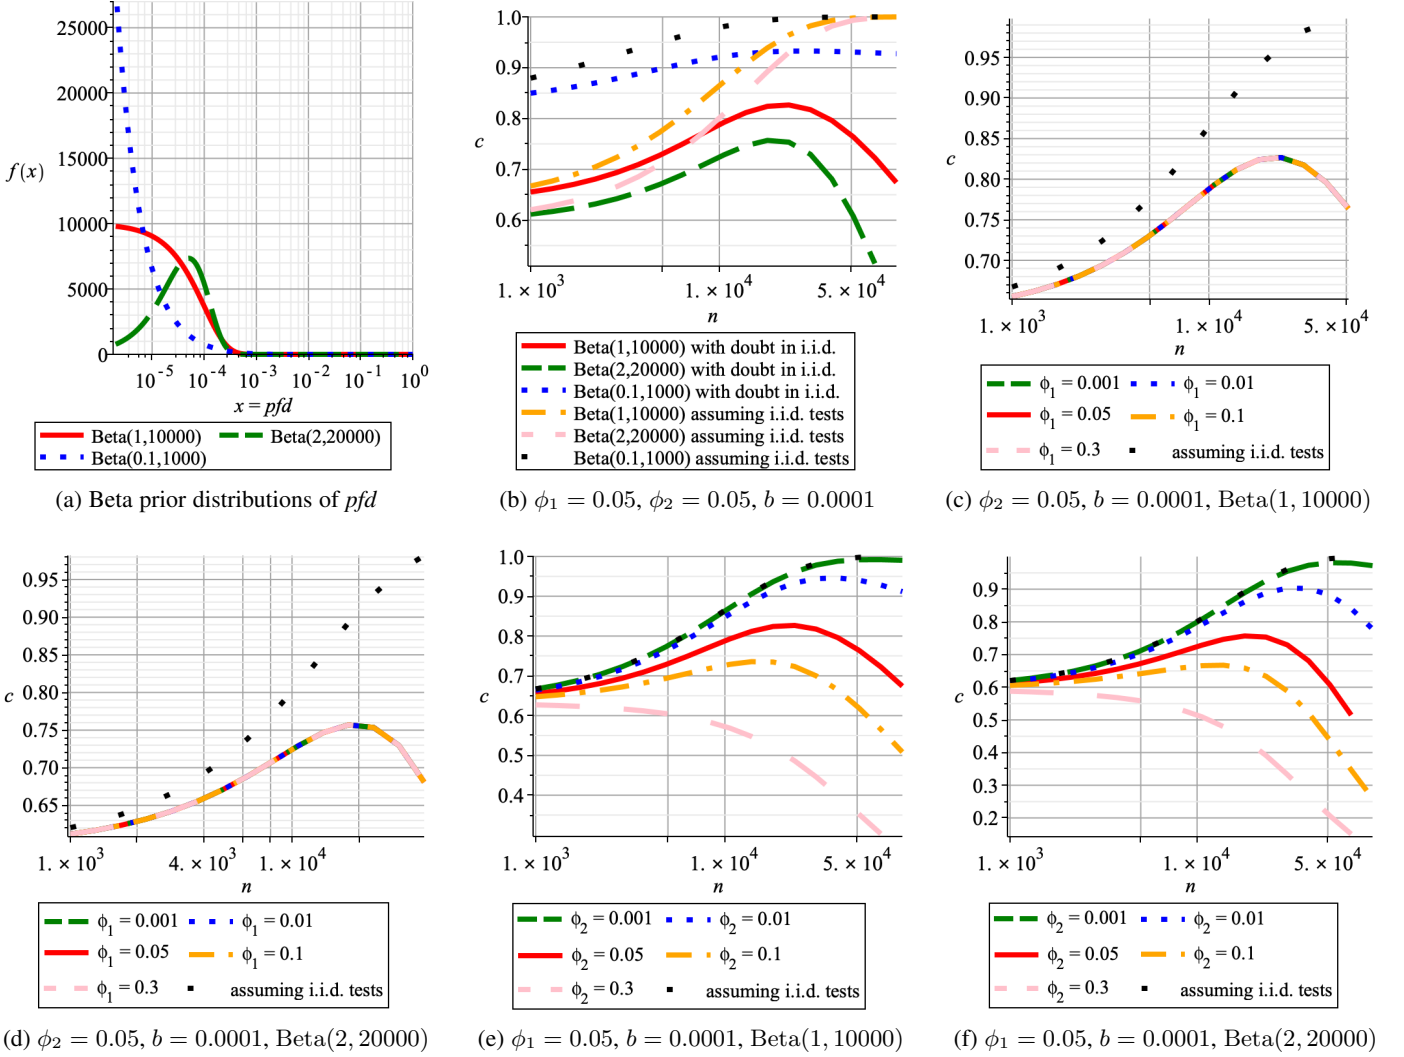 f(x)
25000
20000
15000
10000
5000
0
10^-5 10^-4 10^-3 10^-2 10^-1 10^0
x = pfd
Beta(1,10000) Beta(2,20000)
Beta(0.1,1000)
(a) Beta prior distributions of pfd
c
1.0
0.9
0.8
0.7
0.6
1. × 10^3 1. × 10^4 5. × 10^4
n
Beta(1,10000) with doubt in i.i.d.
Beta(2,20000) with doubt in i.i.d.
Beta(0.1,1000) with doubt in i.i.d.
Beta(1,10000) assuming i.i.d. tests
Beta(2,20000) assuming i.i.d. tests
Beta(0.1,1000) assuming i.i.d. tests
(b) ϕ1 = 0.05, ϕ2 = 0.05, b = 0.0001
c
0.95
0.90
0.85
0.80
0.75
0.70
1. × 10^3 1. × 10^4 5. × 10^4
n
ϕ1 = 0.001 ϕ1 = 0.01
ϕ1 = 0.05 ϕ1 = 0.1
ϕ1 = 0.3 assuming i.i.d. tests
(c) ϕ2 = 0.05, b = 0.0001, Beta(1, 10000)
c
0.95
0.90
0.85
0.80
0.75
0.70
0.65
1. × 10^3 4. × 10^3 1. × 10^4
n
ϕ1 = 0.001 ϕ1 = 0.01
ϕ1 = 0.05 ϕ1 = 0.1
ϕ1 = 0.3 assuming i.i.d. tests
(d) ϕ2 = 0.05, b = 0.0001, Beta(2, 20000)
c
1.0
0.9
0.8
0.7
0.6
0.5
0.4
1. × 10^3 1. × 10^4 5. × 10^4
n
ϕ2 = 0.001 ϕ2 = 0.01
ϕ2 = 0.05 ϕ2 = 0.1
ϕ2 = 0.3 assuming i.i.d. tests
(e) ϕ1 = 0.05, b = 0.0001, Beta(1, 10000)
c
0.9
0.8
0.7
0.6
0.5
0.4
0.3
0.2
1. × 10^3 1. × 10^4 5. × 10^4
n
ϕ2 = 0.001 ϕ2 = 0.01
ϕ2 = 0.05 ϕ2 = 0.1
ϕ2 = 0.3 assuming i.i.d. tests
(f) ϕ1 = 0.05, b = 0.0001, Beta(2, 20000)